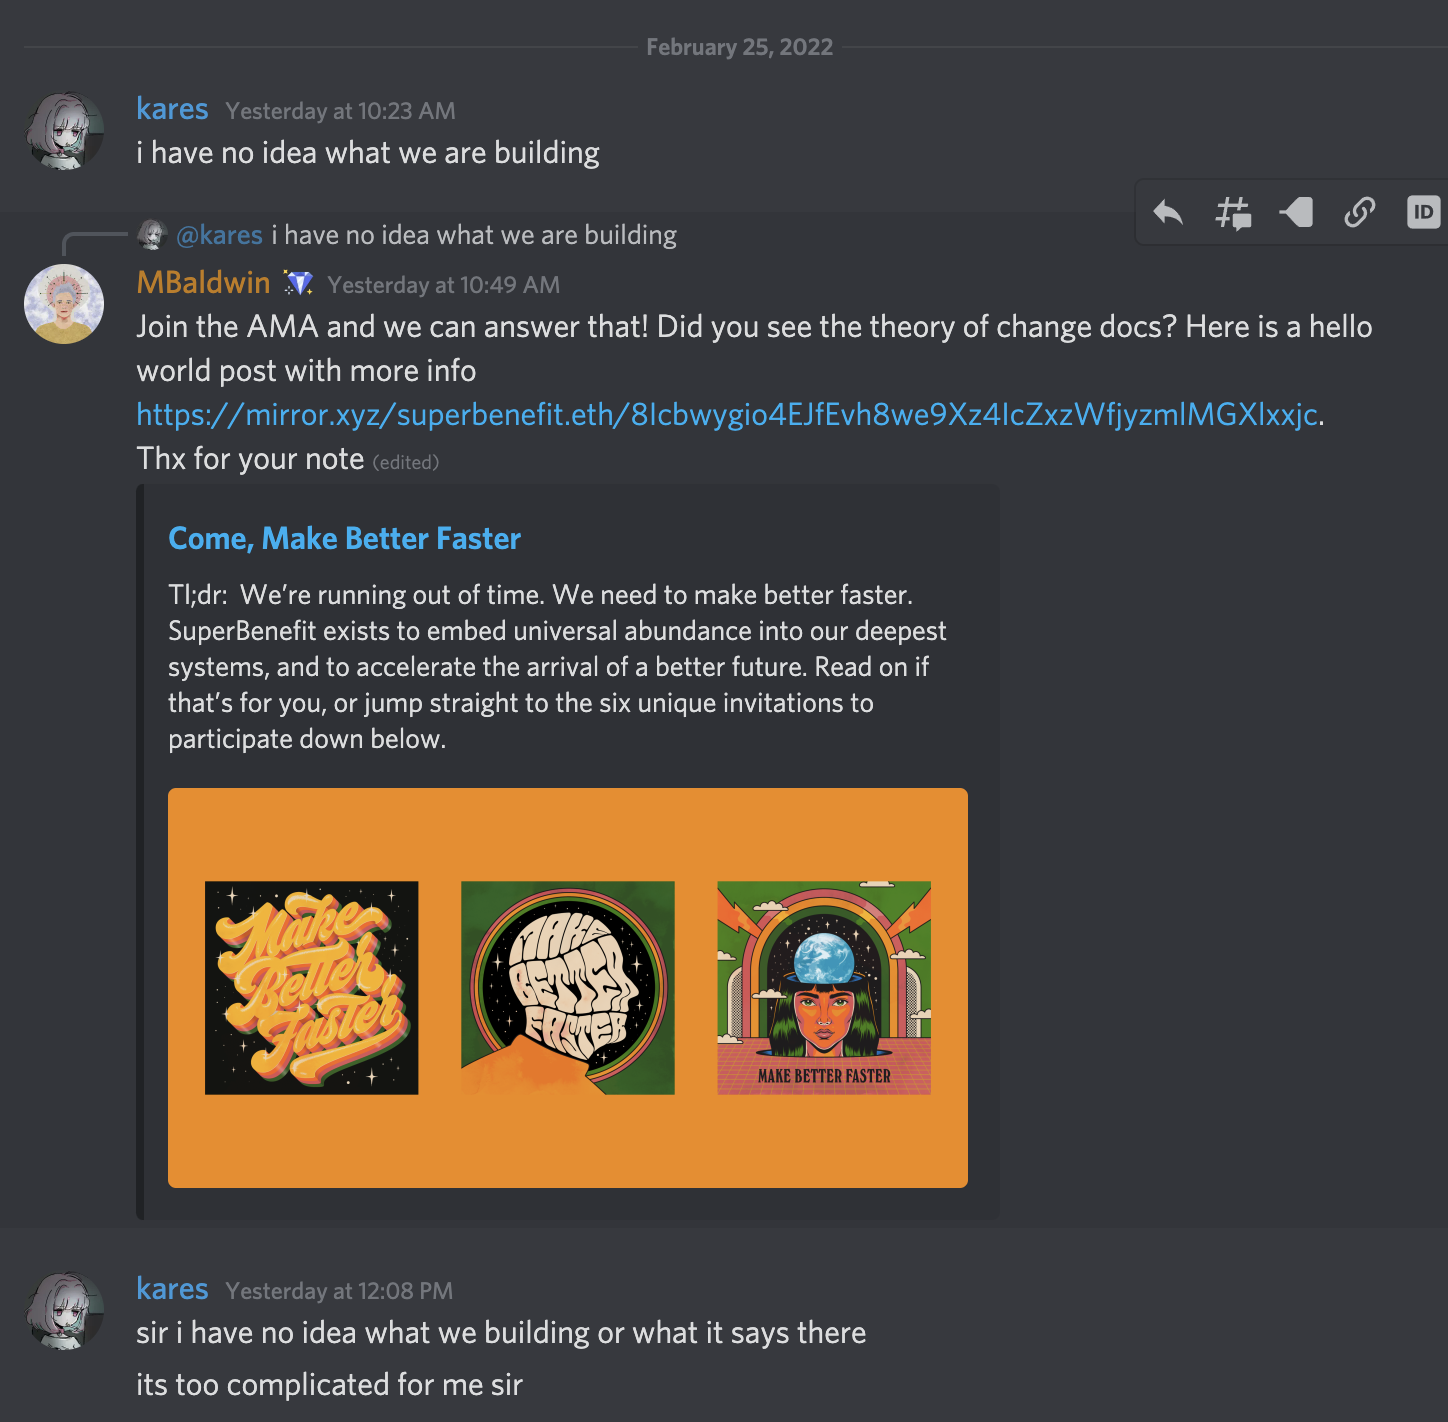 February 25, 2022
kares Yesterday at 10:23 AM
i have no idea what we are building
@kares i have no idea what we are building
ID
MBaldwin Yesterday at 10:49 AM
Join the AMA and we can answer that! Did you see the theory of change docs? Here is a hello
world post with more info
https://mirror.xyz/superbenefit.eth/8Icbwygio4EJfEvh8we9Xz4IcZxzWfjyzmlMGXlxxjc.
Thx for your note (edited)
Come, Make Better Faster
Tl;dr:  We’re running out of time. We need to make better faster.
SuperBenefit exists to embed universal abundance into our deepest
systems, and to accelerate the arrival of a better future. Read on if
that’s for you, or jump straight to the six unique invitations to
participate down below.
Make
Better
Faster
MAKE
BETTER
FASTER
MAKE BETTER FASTER
kares Yesterday at 12:08 PM
sir i have no idea what we building or what it says there
its too complicated for me sir